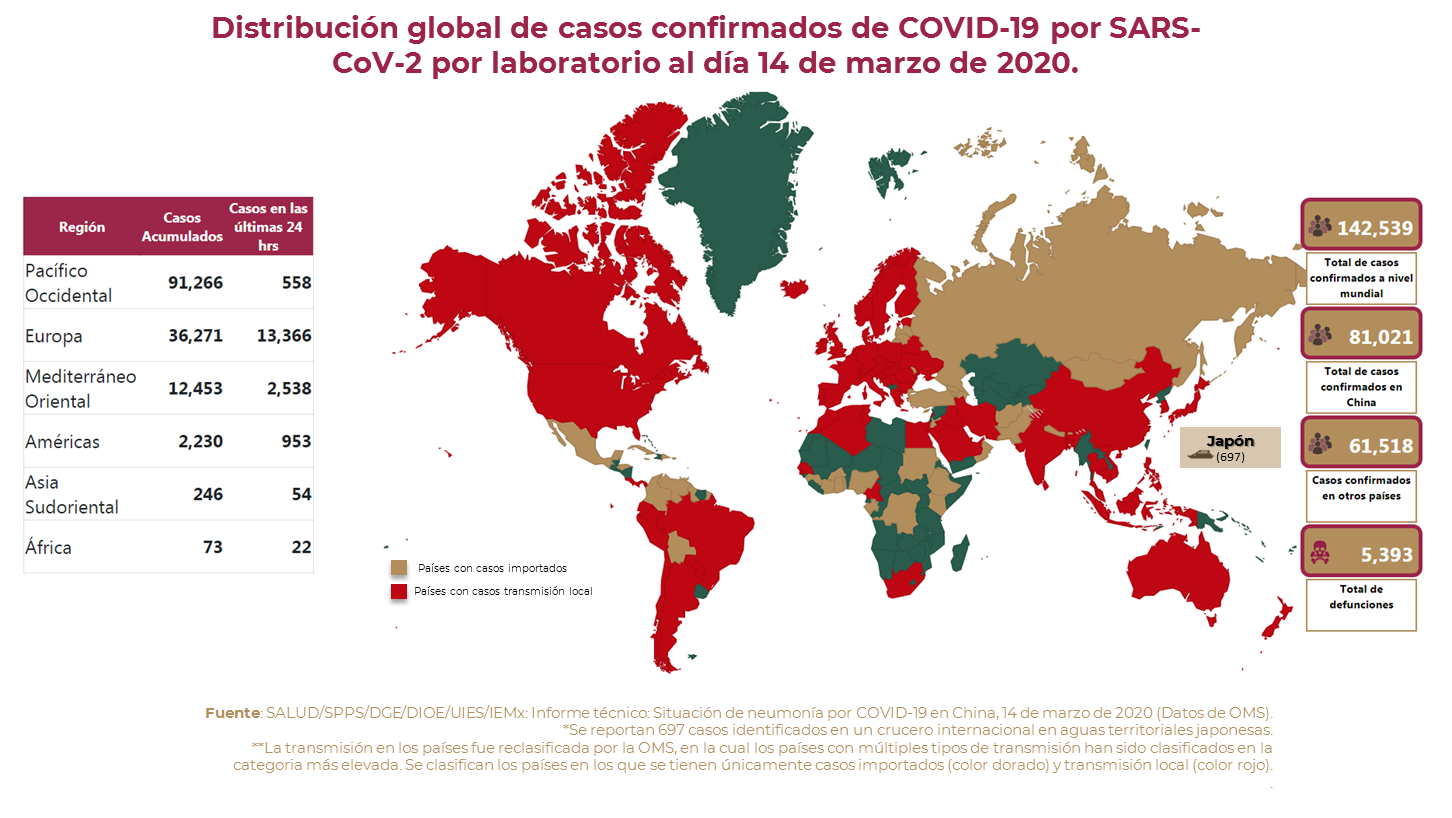 Distribución global de casos confirmados de COVID-19 por SARS-
CoV-2 por laboratorio al día 14 de marzo de 2020.
Región
Casos
Acumulados
Casos en las
últimas 24
hrs
Pacífico
Occidental
91,266
558
Europa
36,271
13,366
Mediterráneo
Oriental
12,453
2,538
Américas
2,230
953
Asia
Sudoriental
246
54
África
73
22
Países con casos importados
Países con casos transmisión local
Japón
(697)
142,539
Total de casos
confirmados a nivel
mundial
81,021
Total de casos
confirmados en
China
61,518
Casos confirmados
en otros países
5,393
Total de
defunciones
Fuente: SALUD/SPPS/DGE/DIOE/UIES/IEMx: Informe técnico: Situación de neumonía por COVID-19 en China, 14 de marzo de 2020 (Datos de OMS).
*Se reportan 697 casos identificados en un crucero internacional en aguas territoriales japonesas.
**La transmisión en los países fue reclasificada por la OMS, en la cual los países con múltiples tipos de transmisión han sido clasificados en la
categoria más elevada. Se clasifican los países en los que se tienen únicamente casos importados (color dorado) y transmisión local (color rojo).
.